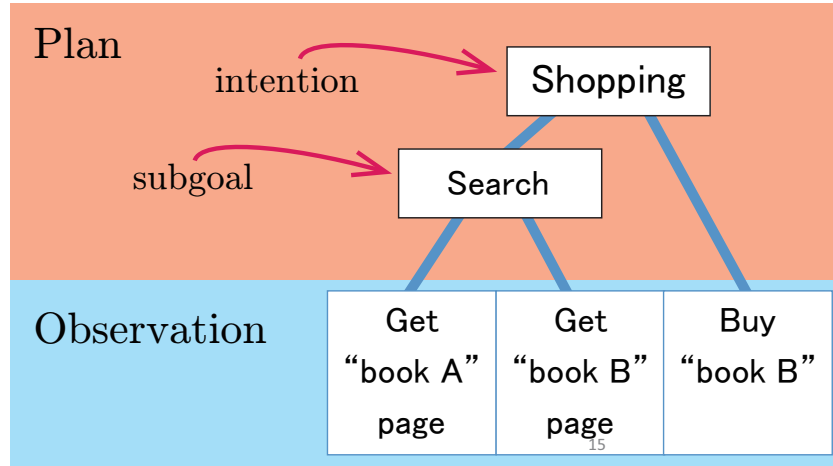 Plan
intention
Shopping
subgoal
Search
Observation
Get
“book A”
page
Get
“book B”
page
Buy
“book B”
15